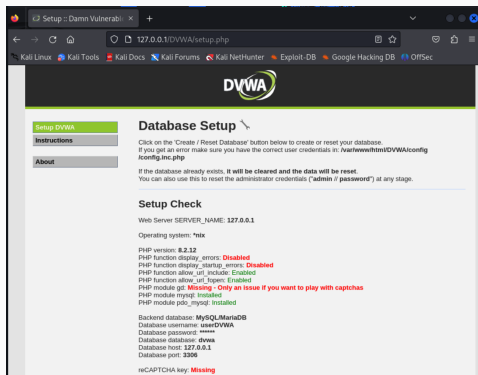 Setup :: Damn Vulnerabl
127.0.0.1/DVWA/setup.php
Kali Linux Kali Tools Kali Docs Kali Forums Kali NetHunter Exploit-DB Google Hacking DB OffSec
DVWA
Setup DVWA
Instructions
About
Database Setup
Click on the 'Create / Reset Database' button below to create or reset your database.
If you get an error make sure you have the correct user credentials in: /var/www/html/DVWA/config
/config.inc.php
If the database already exists, it will be cleared and the data will be reset.
You can also use this to reset the administrator credentials ("admin // password") at any stage.
Setup Check
Web Server SERVER_NAME: 127.0.0.1
Operating system: *nix
PHP version: 8.2.12
PHP function display_errors: Disabled
PHP function display_startup_errors: Disabled
PHP function allow_url_include: Enabled
PHP function allow_url_fopen: Enabled
PHP module gd: Missing - Only an issue if you want to play with captchas
PHP module mysql: Installed
PHP module pdo_mysql: Installed
Backend database: MySQL/MariaDB
Database username: userDVWA
Database password: ******
Database database: dvwa
Database host: 127.0.0.1
Database port: 3306
reCAPTCHA key: Missing